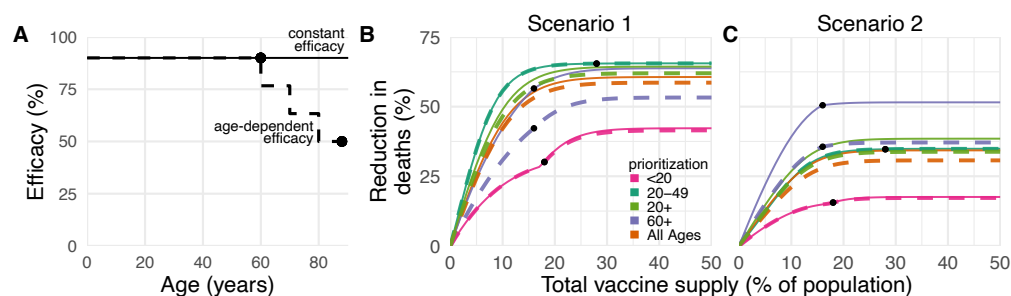 A
100
75
50
25
0
Efficacy (%)
constant
efficacy
age-dependent
efficacy
0 20 40 60 80
Age (years)
B
Scenario 1
75
50
25
0
Reduction in
deaths (%)
prioritization
<20
20–49
20+
60+
All Ages
0 10 20 30 40 50
C
Scenario 2
0 10 20 30 40 50
Total vaccine supply (% of population)